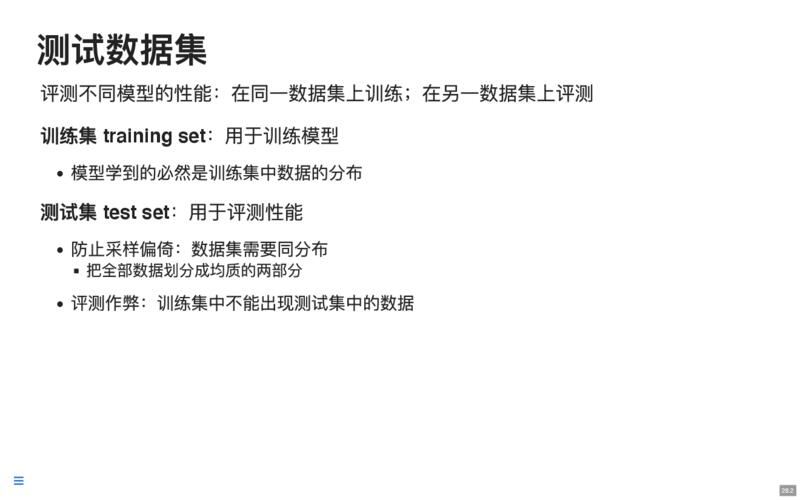 测试数据集
评测不同模型的性能：在同一数据集上训练；在另一数据集上评测
训练集 training set：用于训练模型
• 模型学到的必然是训练集中数据的分布
测试集 test set：用于评测性能
• 防止采样偏倚：数据集需要同分布
▪ 把全部数据划分成均质的两部分
• 评测作弊：训练集中不能出现测试集中的数据
28.2